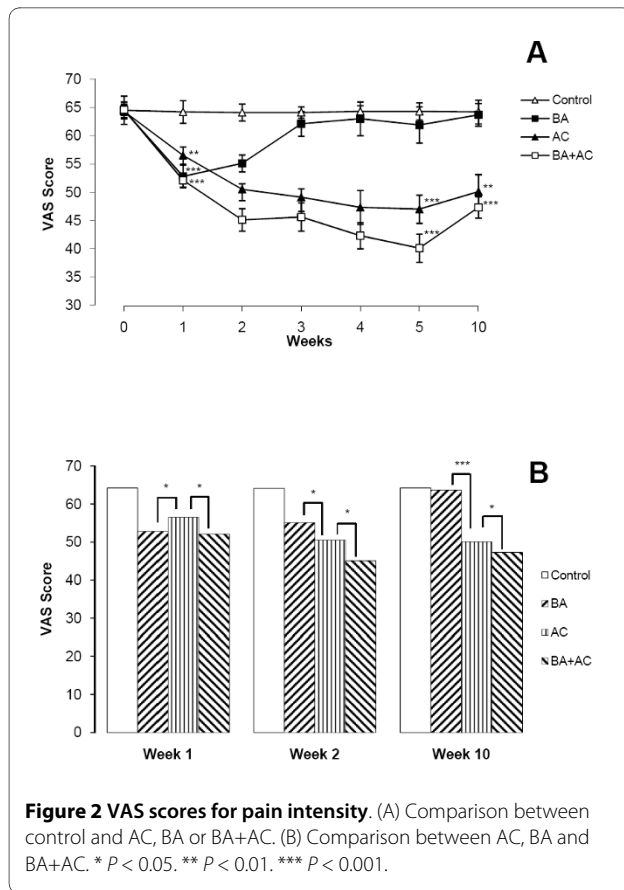 A
70
65
60
55
50
45
40
35
30
VAS Score
** 
***
***
***
***
**
***
0 1 2 3 4 5 10
Weeks
Control
BA
AC
BA+AC
B
70
60
50
40
30
20
10
0
VAS Score
* *
* *
*** *
Week 1 Week 2 Week 10
Control
BA
AC
BA+AC
Figure 2 VAS scores for pain intensity. (A) Comparison between
control and AC, BA or BA+AC. (B) Comparison between AC, BA and
BA+AC. * P < 0.05. ** P < 0.01. *** P < 0.001.